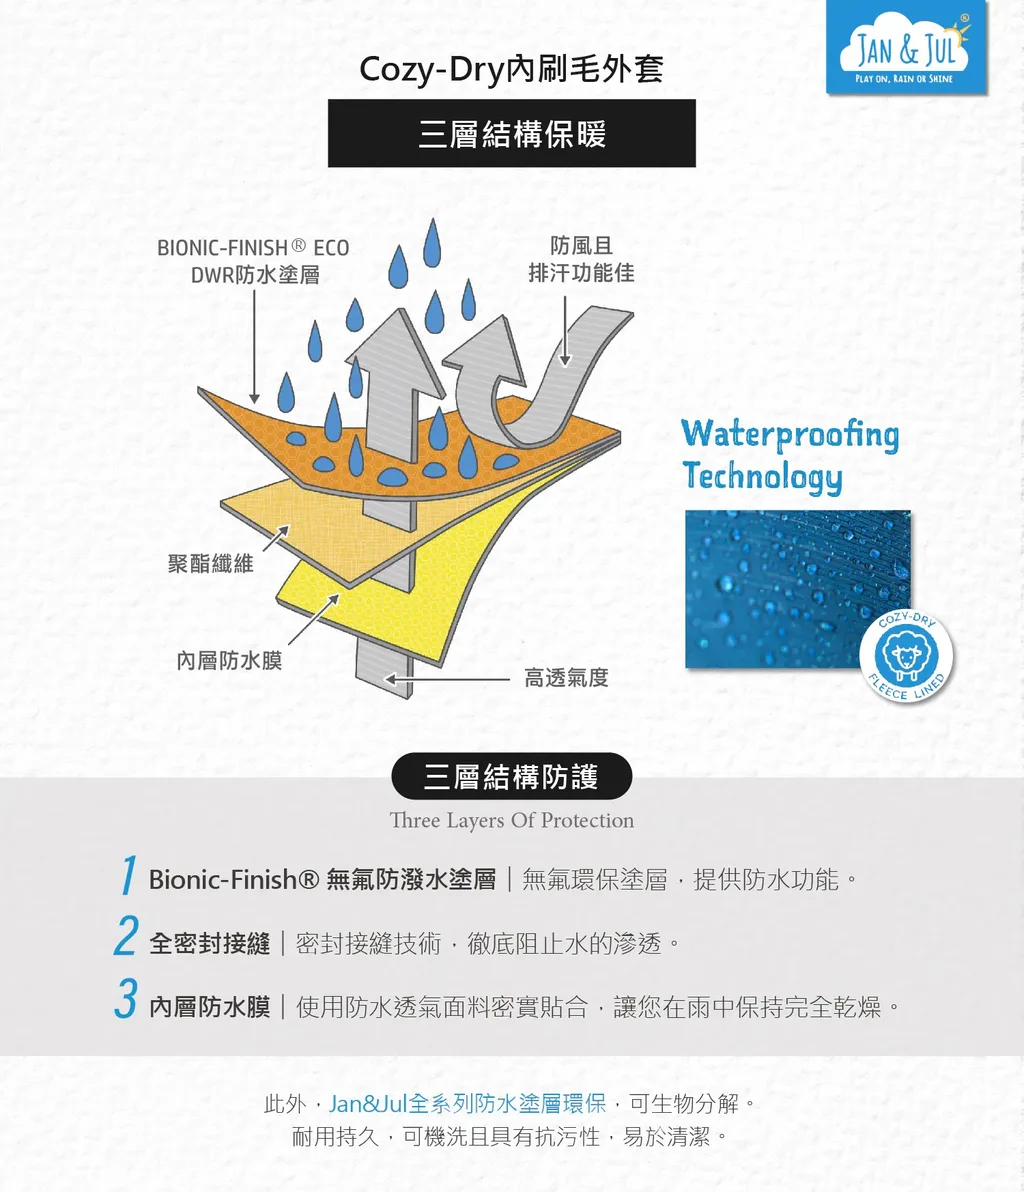 JAN & JUL®
PLAY ON, RAIN OR SHINE
Cozy-Dry內刷毛外套
三層結構保暖
BIONIC-FINISH® ECO
DWR防水塗層
防風且
排汗功能佳
Waterproofing
Technology
聚酯纖維
內層防水膜
高透氣度
COZY-DRY
FLEECE LINED
三層結構防護
Three Layers Of Protection
1 Bionic-Finish® 無氟防潑水塗層｜無氟環保塗層，提供防水功能。
2 全密封接縫｜密封接縫技術，徹底阻止水的滲透。
3 內層防水膜｜使用防水透氣面料密實貼合，讓您在雨中保持完全乾燥。
此外，Jan&Jul全系列防水塗層環保，可生物分解。
耐用持久，可機洗且具有抗污性，易於清潔。